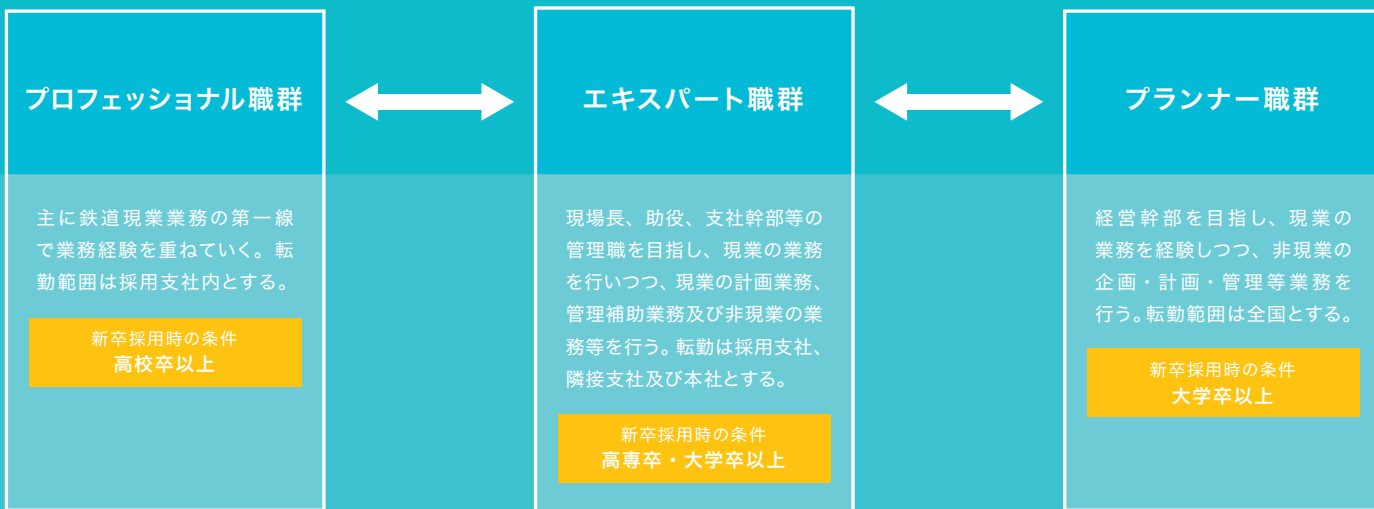 プロフェッショナル職群
主に鉄道現業業務の第一線
で業務経験を重ねていく。転
勤範囲は採用支社内とする。
新卒採用時の条件
高校卒以上
エキスパート職群
現場長、助役、支社幹部等の
管理職を目指し、現業の業務
を行いつつ、現業の計画業務、
管理補助業務及び非現業の業
務等を行う。転勤は採用支社、
隣接支社及び本社とする。
新卒採用時の条件
高専卒・大学卒以上
プランナー職群
経営幹部を目指し、現業の
業務を経験しつつ、非現業の
企画・計画・管理等業務を
行う。転勤範囲は全国とする。
新卒採用時の条件
大学卒以上